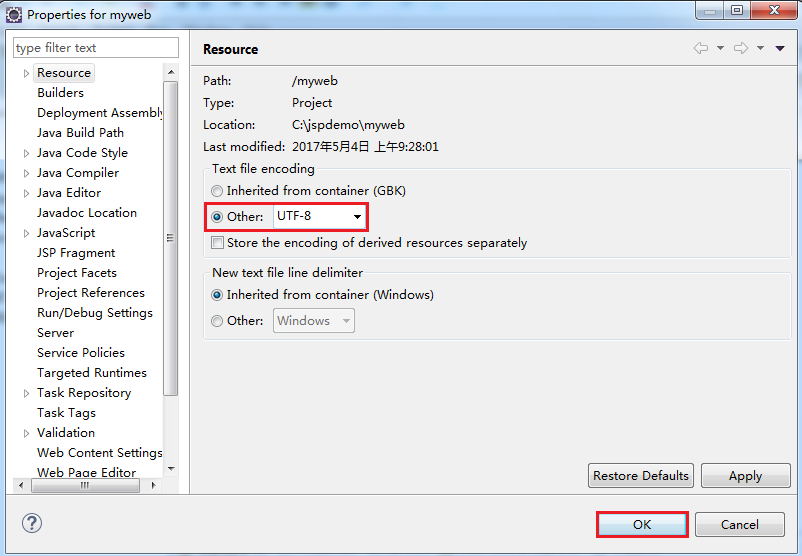 Properties for myweb
type filter text
Resource
Builders
Deployment Assembly
Java Build Path
Java Code Style
Java Compiler
Java Editor
Javadoc Location
JavaScript
JSP Fragment
Project Facets
Project References
Run/Debug Settings
Server
Service Policies
Targeted Runtimes
Task Repository
Task Tags
Validation
Web Content Settings
Web Page Editor
Resource
Path: /myweb
Type: Project
Location: C:\jspdemo\myweb
Last modified: 2017年5月4日 上午9:28:01
Text file encoding
Inherited from container (GBK)
Other: UTF-8
Store the encoding of derived resources separately
New text file line delimiter
Inherited from container (Windows)
Other: Windows
Restore Defaults Apply
? OK Cancel